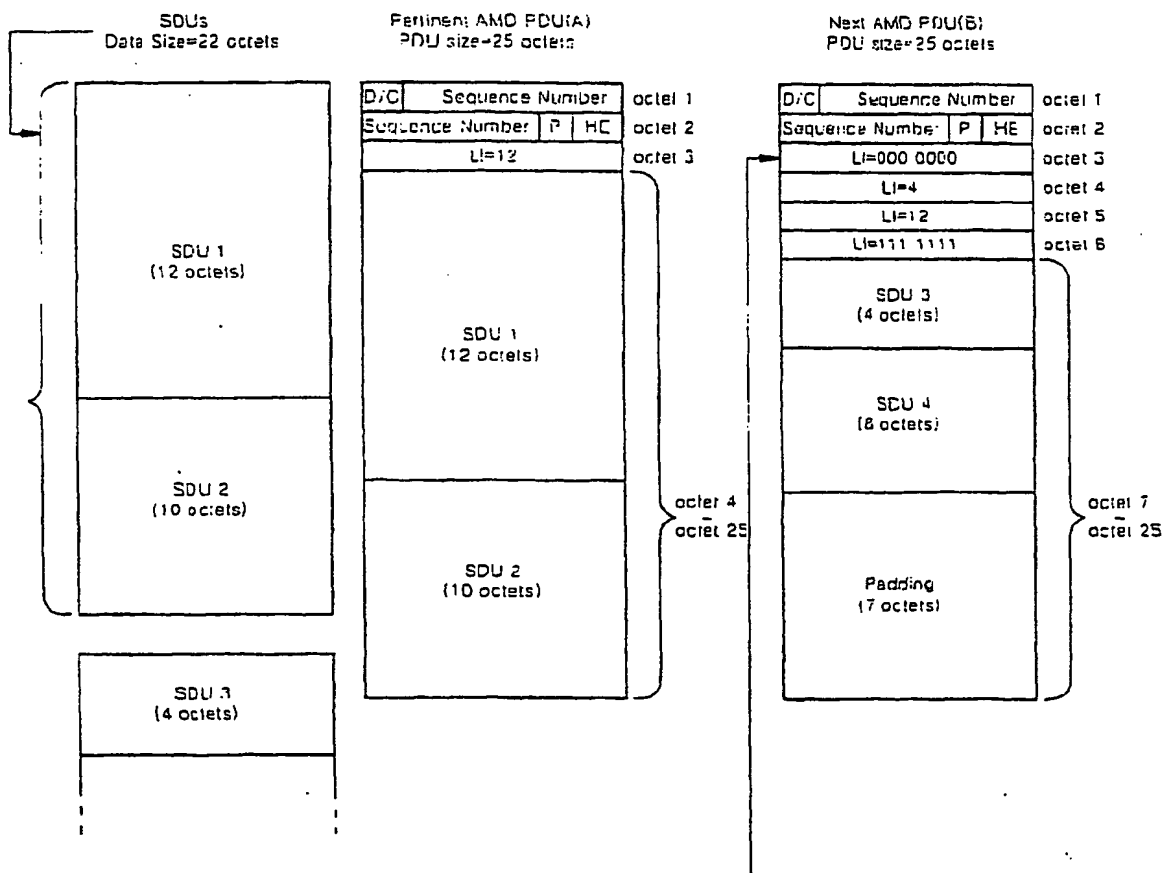 SDUs
Data Size=22 octets
SDU 1
(12 octets)
SDU 2
(10 octets)
SDU 3
(4 octets)
Pertinent AMD PDU(A)
PDU size=25 octets
D/C Sequence Number octet 1
Sequence Number P HE octet 2
LI=12 octet 3
SDU 1
(12 octets)
SDU 2
(10 octets)
octet 4
–
octet 25
Next AMD PDU(B)
PDU size=25 octets
D/C Sequence Number octet 1
Sequence Number P HE octet 2
LI=000 0000 octet 3
LI=4 octet 4
LI=12 octet 5
LI=111 1111 octet 6
SDU 3
(4 octets)
SDU 4
(8 octets)
Padding
(7 octets)
octet 7
–
octet 25